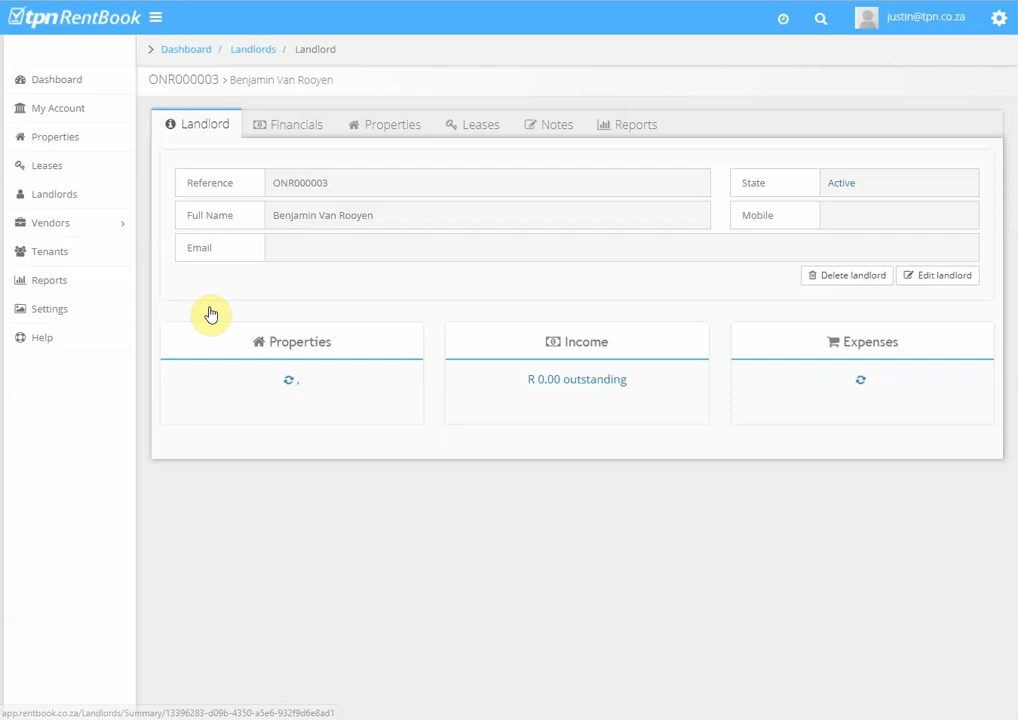 tpn RentBook
justin@tpn.co.za
Dashboard / Landlords / Landlord
ONR000003 > Benjamin Van Rooyen
Dashboard
My Account
Properties
Leases
Landlords
Vendors
Tenants
Reports
Settings
Help
Landlord Financials Properties Leases Notes Reports
Reference ONR000003 State Active
Full Name Benjamin Van Rooyen Mobile
Email
Delete landlord Edit landlord
Properties Income Expenses
, R 0.00 outstanding
app.rentbook.co.za/Landlords/Summary/13396283-d09b-4350-a5e6-932f9d6e8ad1